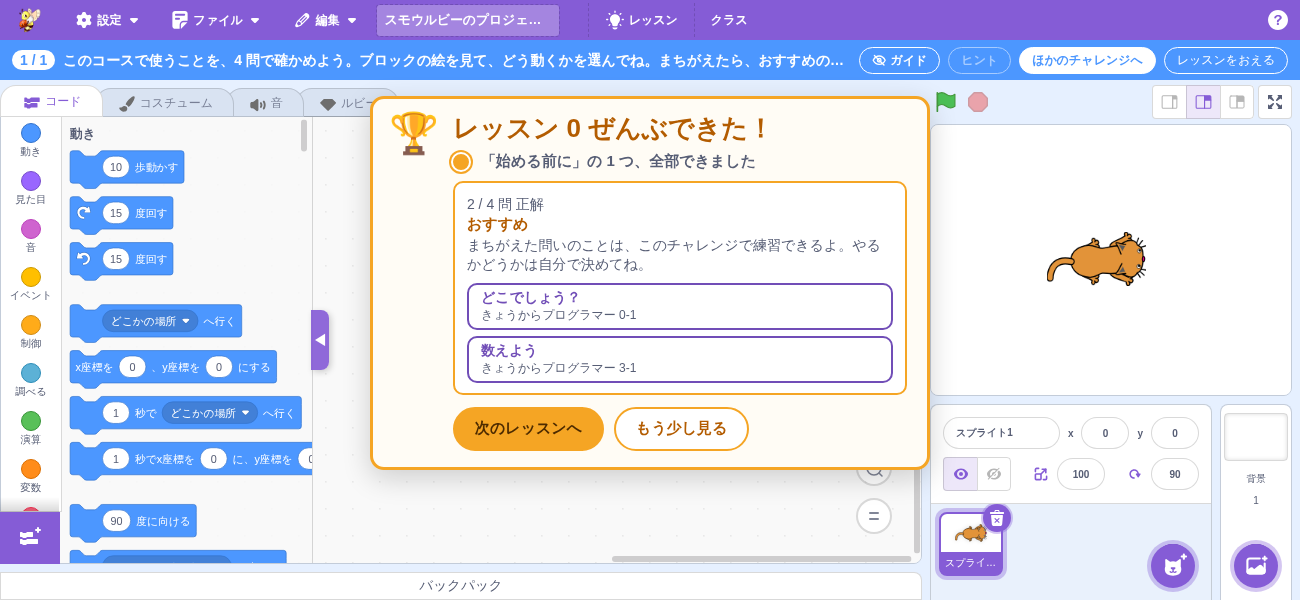 設定
ファイル
編集
スモウルビーのプロジェ...
レッスン
クラス
?
1 / 1
このコースで使うことを、4 問で確かめよう。ブロックの絵を見て、どう動くかを選んでね。まちがえたら、おすすめの...
ガイド
ヒント
ほかのチャレンジへ
レッスンをおえる
コード
コスチューム
音
ルビー
動き
見た目
音
イベント
制御
調べる
演算
変数
動き
10 歩動かす
15 度回す
15 度回す
どこかの場所 へ行く
x座標を 0 、y座標を 0 にする
1 秒で どこかの場所 へ行く
1 秒でx座標を 0 に、y座標を 0
90 度に向ける
レッスン 0 ぜんぶできた!
「始める前に」の 1 つ、全部できました
2 / 4 問 正解
おすすめ
まちがえた問いのことは、このチャレンジで練習できるよ。やる
かどうかは自分で決めてね。
どこでしょう?
きょうからプログラマー 0-1
数えよう
きょうからプログラマー 3-1
次のレッスンへ
もう少し見る
スプライト1
x
0
y
0
100
90
スプライ...
背景
1
バックパック